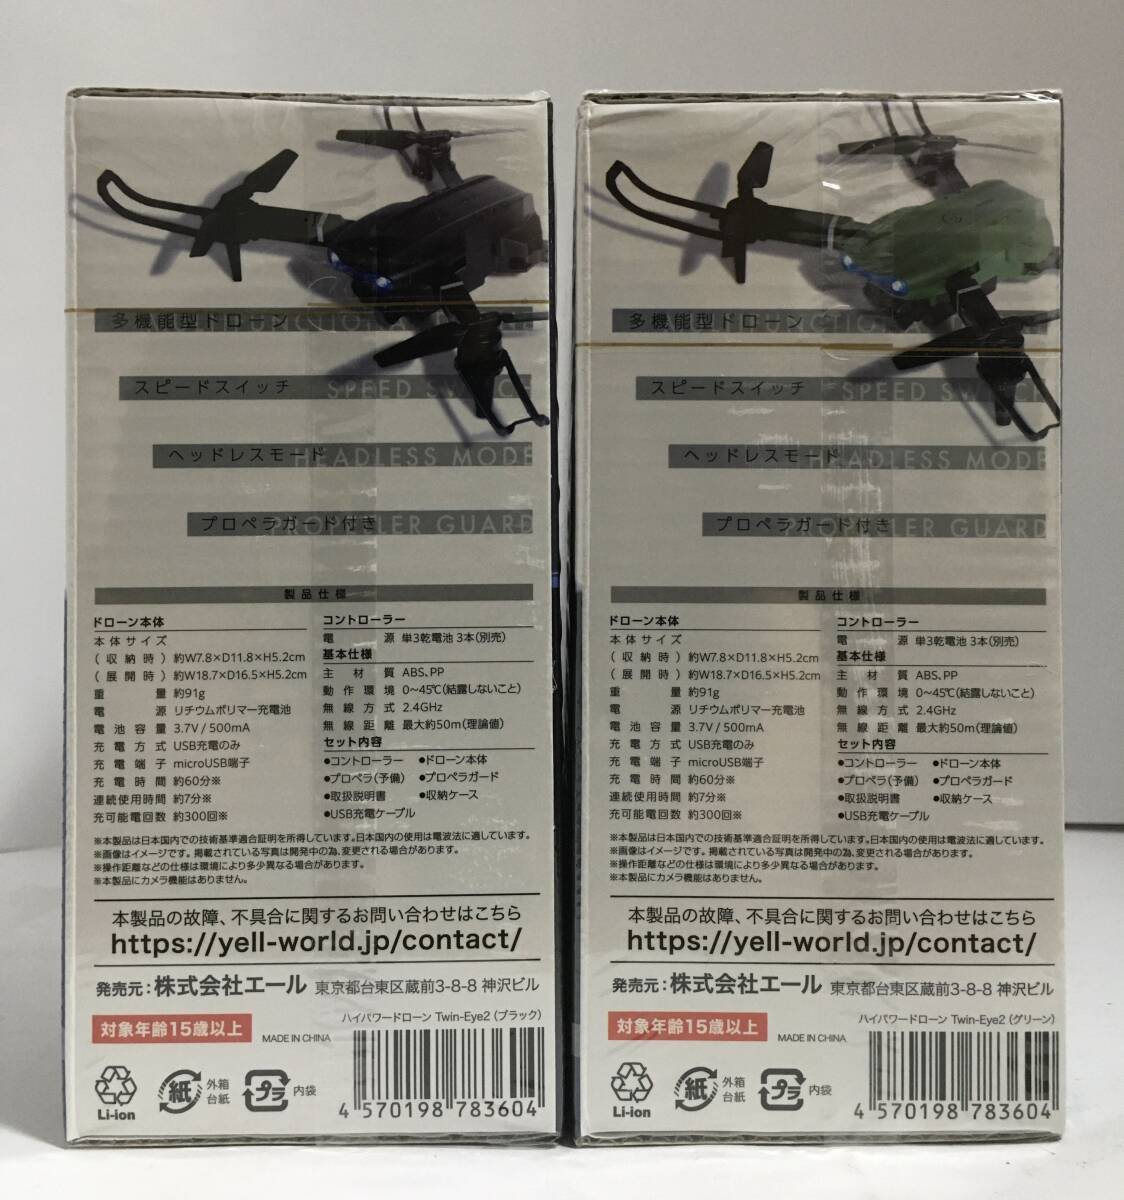 多機能型ドローン
スピードスイッチ SPEED SWITCH
ヘッドレスモード HEADLESS MODE
プロペラガード付き PROPELLER GUARD
製品仕様
ドローン本体
本体サイズ
(収納時) 約W7.8×D11.8×H5.2cm
(展開時) 約W18.7×D16.5×H5.2cm
重量 約91g
電源 リチウムポリマー充電池
電池容量 3.7V/500mA
充電方式 USB充電のみ
充電端子 microUSB端子
充電時間 約60分※
連続使用時間 約7分※
充可能電回数 約300回※
コントローラー
電源 単3乾電池 3本(別売)
基本仕様
主材質 ABS、PP
動作環境 0~45℃(結露しないこと)
無線方式 2.4GHz
無線距離 最大約50m(理論値)
セット内容
●コントローラー ●ドローン本体
●プロペラ(予備) ●プロペラガード
●取扱説明書 ●収納ケース
●USB充電ケーブル
※本製品は日本国内での技術基準適合証明を所得しています。日本国内の使用は電波法に適しています。
※画像はイメージです。掲載されている写真は開発中の為、変更される場合があります。
※操作距離などの仕様は環境により多少異なる場合があります。
※本製品にカメラ機能はありません。
本製品の故障、不具合に関するお問い合わせはこちら
https://yell-world.jp/contact/
発売元:株式会社エール 東京都台東区蔵前3-8-8 神沢ビル
対象年齢15歳以上
MADE IN CHINA
ハイパワードローン Twin-Eye2 (ブラック)
Li-ion
紙 外箱 台紙
プラ 内袋
4 570198 783604
多機能型ドローン
スピードスイッチ SPEED SWITCH
ヘッドレスモード HEADLESS MODE
プロペラガード付き PROPELLER GUARD
製品仕様
ドローン本体
本体サイズ
(収納時) 約W7.8×D11.8×H5.2cm
(展開時) 約W18.7×D16.5×H5.2cm
重量 約91g
電源 リチウムポリマー充電池
電池容量 3.7V/500mA
充電方式 USB充電のみ
充電端子 microUSB端子
充電時間 約60分※
連続使用時間 約7分※
充可能電回数 約300回※
コントローラー
電源 単3乾電池 3本(別売)
基本仕様
主材質 ABS、PP
動作環境 0~45℃(結露しないこと)
無線方式 2.4GHz
無線距離 最大約50m(理論値)
セット内容
●コントローラー ●ドローン本体
●プロペラ(予備) ●プロペラガード
●取扱説明書 ●収納ケース
●USB充電ケーブル
※本製品は日本国内での技術基準適合証明を所得しています。日本国内の使用は電波法に適しています。
※画像はイメージです。掲載されている写真は開発中の為、変更される場合があります。
※操作距離などの仕様は環境により多少異なる場合があります。
※本製品にカメラ機能はありません。
本製品の故障、不具合に関するお問い合わせはこちら
https://yell-world.jp/contact/
発売元:株式会社エール 東京都台東区蔵前3-8-8 神沢ビル
対象年齢15歳以上
MADE IN CHINA
ハイパワードローン Twin-Eye2 (グリーン)
Li-ion
紙 外箱 台紙
プラ 内袋
4 570198 783604